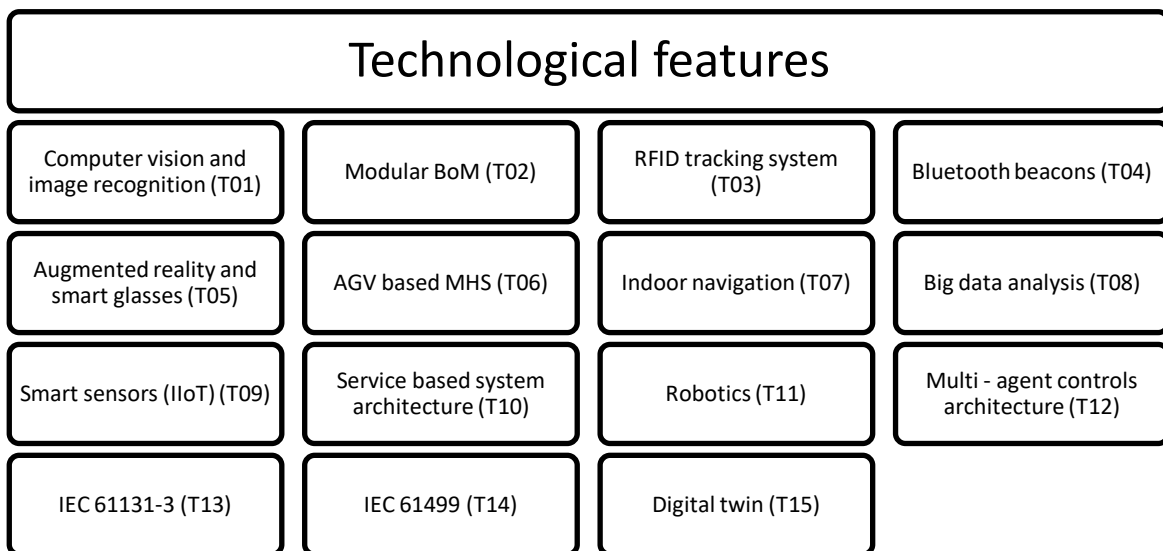 Technological features
Computer vision and
image recognition (T01)
Modular BoM (T02)
RFID tracking system
(T03)
Bluetooth beacons (T04)
Augmented reality and
smart glasses (T05)
AGV based MHS (T06)
Indoor navigation (T07)
Big data analysis (T08)
Smart sensors (IIoT) (T09)
Service based system
architecture (T10)
Robotics (T11)
Multi - agent controls
architecture (T12)
IEC 61131-3 (T13)
IEC 61499 (T14)
Digital twin (T15)